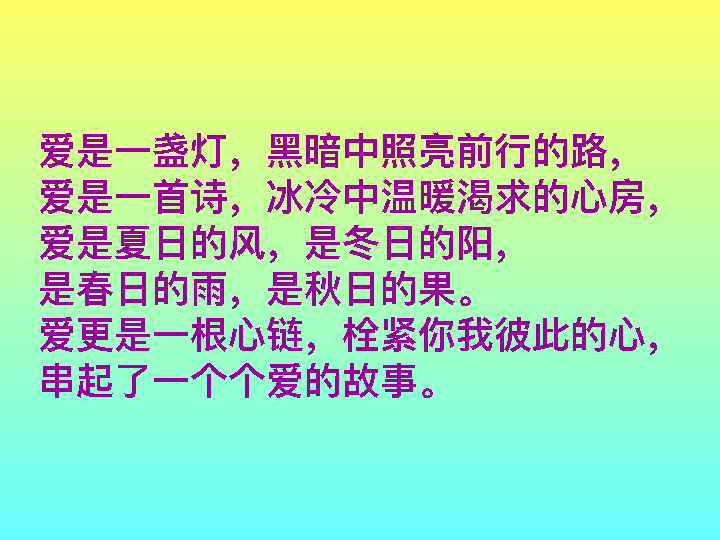 爱是一盏灯，黑暗中照亮前行的路，
爱是一首诗，冰冷中温暖渴求的心房，
爱是夏日的风，是冬日的阳，
是春日的雨，是秋日的果。
爱更是一根心链，栓紧你我彼此的心，
串起了一个个爱的故事。